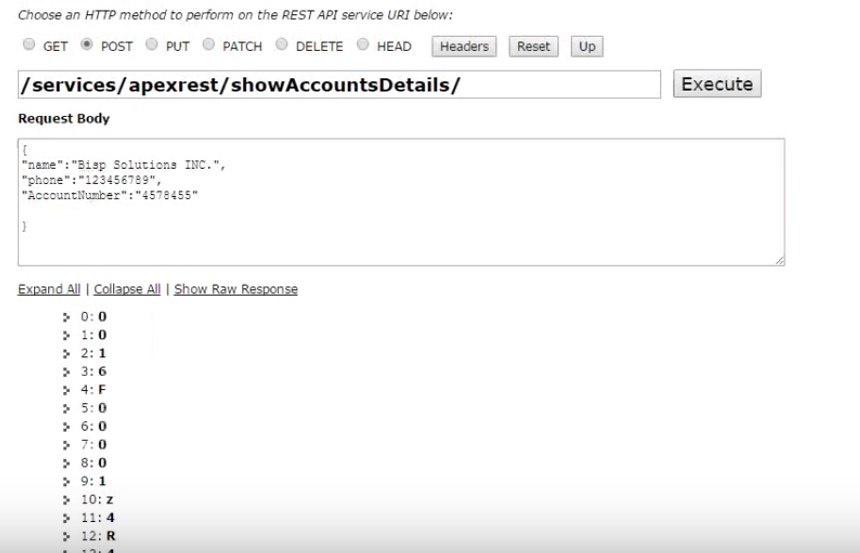 Choose an HTTP method to perform on the REST API service URI below:
GET POST PUT PATCH DELETE HEAD Headers Reset Up
/services/apexrest/showAccountsDetails/ Execute
Request Body
{
"name":"Bisp Solutions INC.",
"phone":"123456789",
"AccountNumber":"4578455"
}
Expand All | Collapse All | Show Raw Response
0: 0
1: 0
2: 1
3: 6
4: F
5: 0
6: 0
7: 0
8: 0
9: 1
10: z
11: 4
12: R